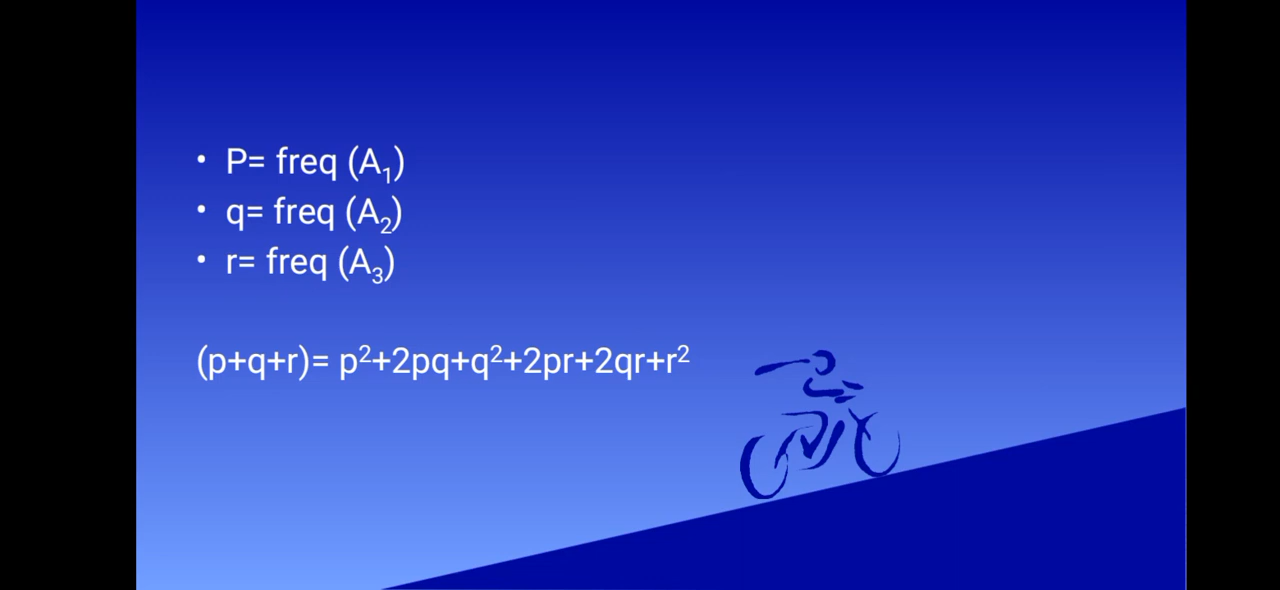 • P= freq (A₁)
• q= freq (A₂)
• r= freq (A₃)
(p+q+r)= p²+2pq+q²+2pr+2qr+r²